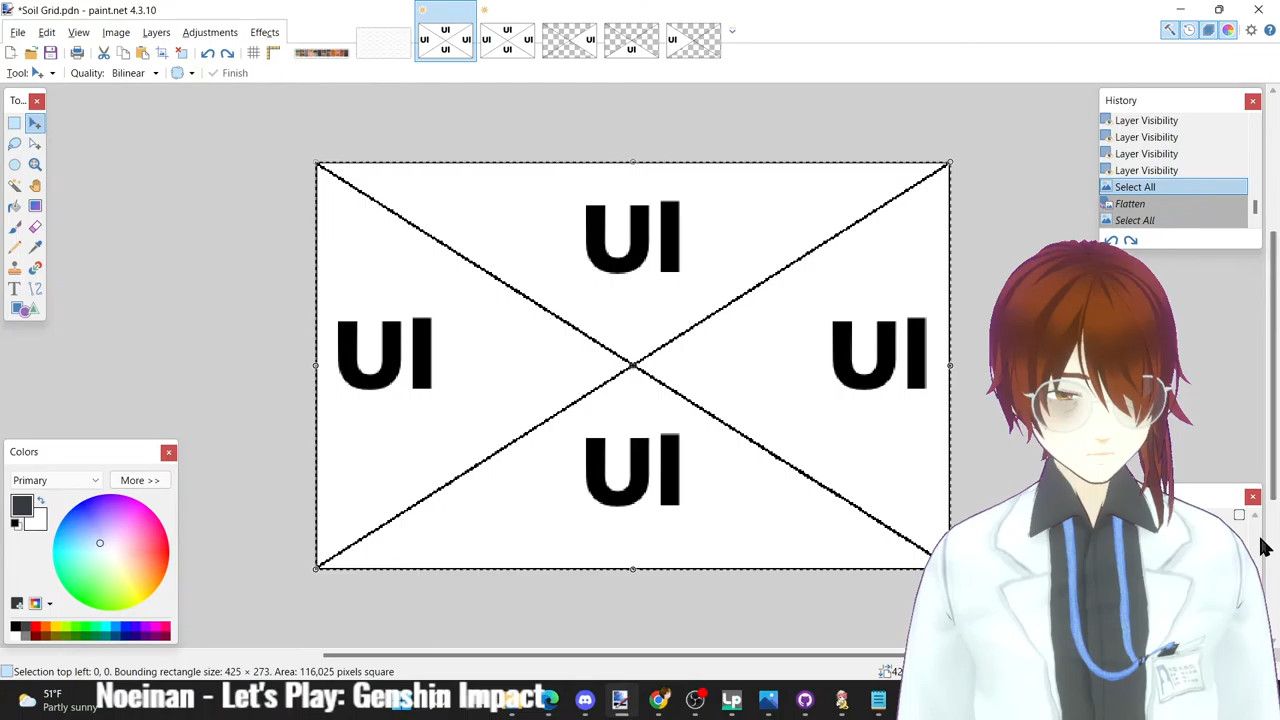 *Soil Grid.pdn - paint.net 4.3.10
File Edit View Image Layers Adjustments Effects
Tool: Quality: Bilinear Finish
To...
History
Layer Visibility
Layer Visibility
Layer Visibility
Layer Visibility
Select All
Flatten
Select All
UI
UI UI
UI
Colors
Primary More >>
Selection top left: 0, 0. Bounding rectangle size: 425 × 273. Area: 116,025 pixels square
51°F
Partly sunny
Noeinan - Let's Play: Genshin Impact